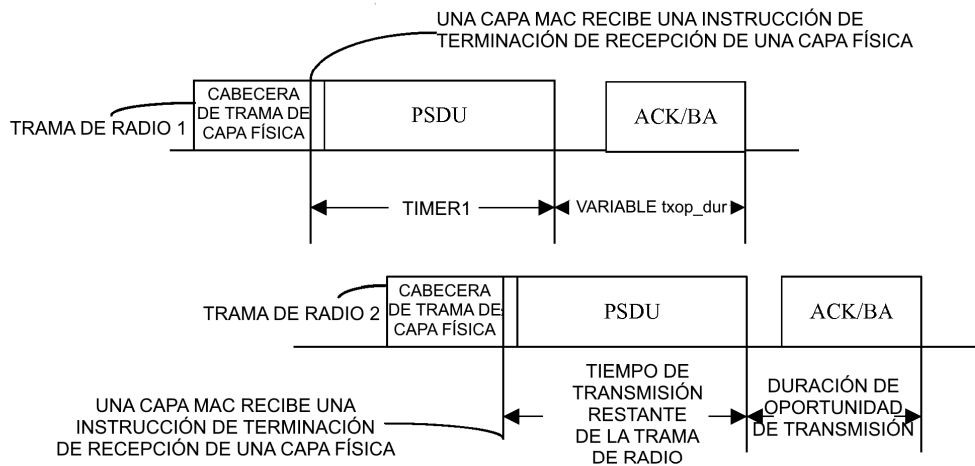 UNA CAPA MAC RECIBE UNA INSTRUCCIÓN DE
TERMINACIÓN DE RECEPCIÓN DE UNA CAPA FÍSICA
TRAMA DE RADIO 1
CABECERA
DE TRAMA DE
CAPA FÍSICA
PSDU
ACK/BA
TIMER1
VARIABLE txop_dur
TRAMA DE RADIO 2
CABECERA
DE TRAMA DE
CAPA FÍSICA
PSDU
ACK/BA
UNA CAPA MAC RECIBE UNA
INSTRUCCIÓN DE TERMINACIÓN
DE RECEPCIÓN DE UNA CAPA FÍSICA
TIEMPO DE
TRANSMISIÓN
RESTANTE
DE LA TRAMA
DE RADIO
DURACIÓN DE
OPORTUNIDAD
DE TRANSMISIÓN